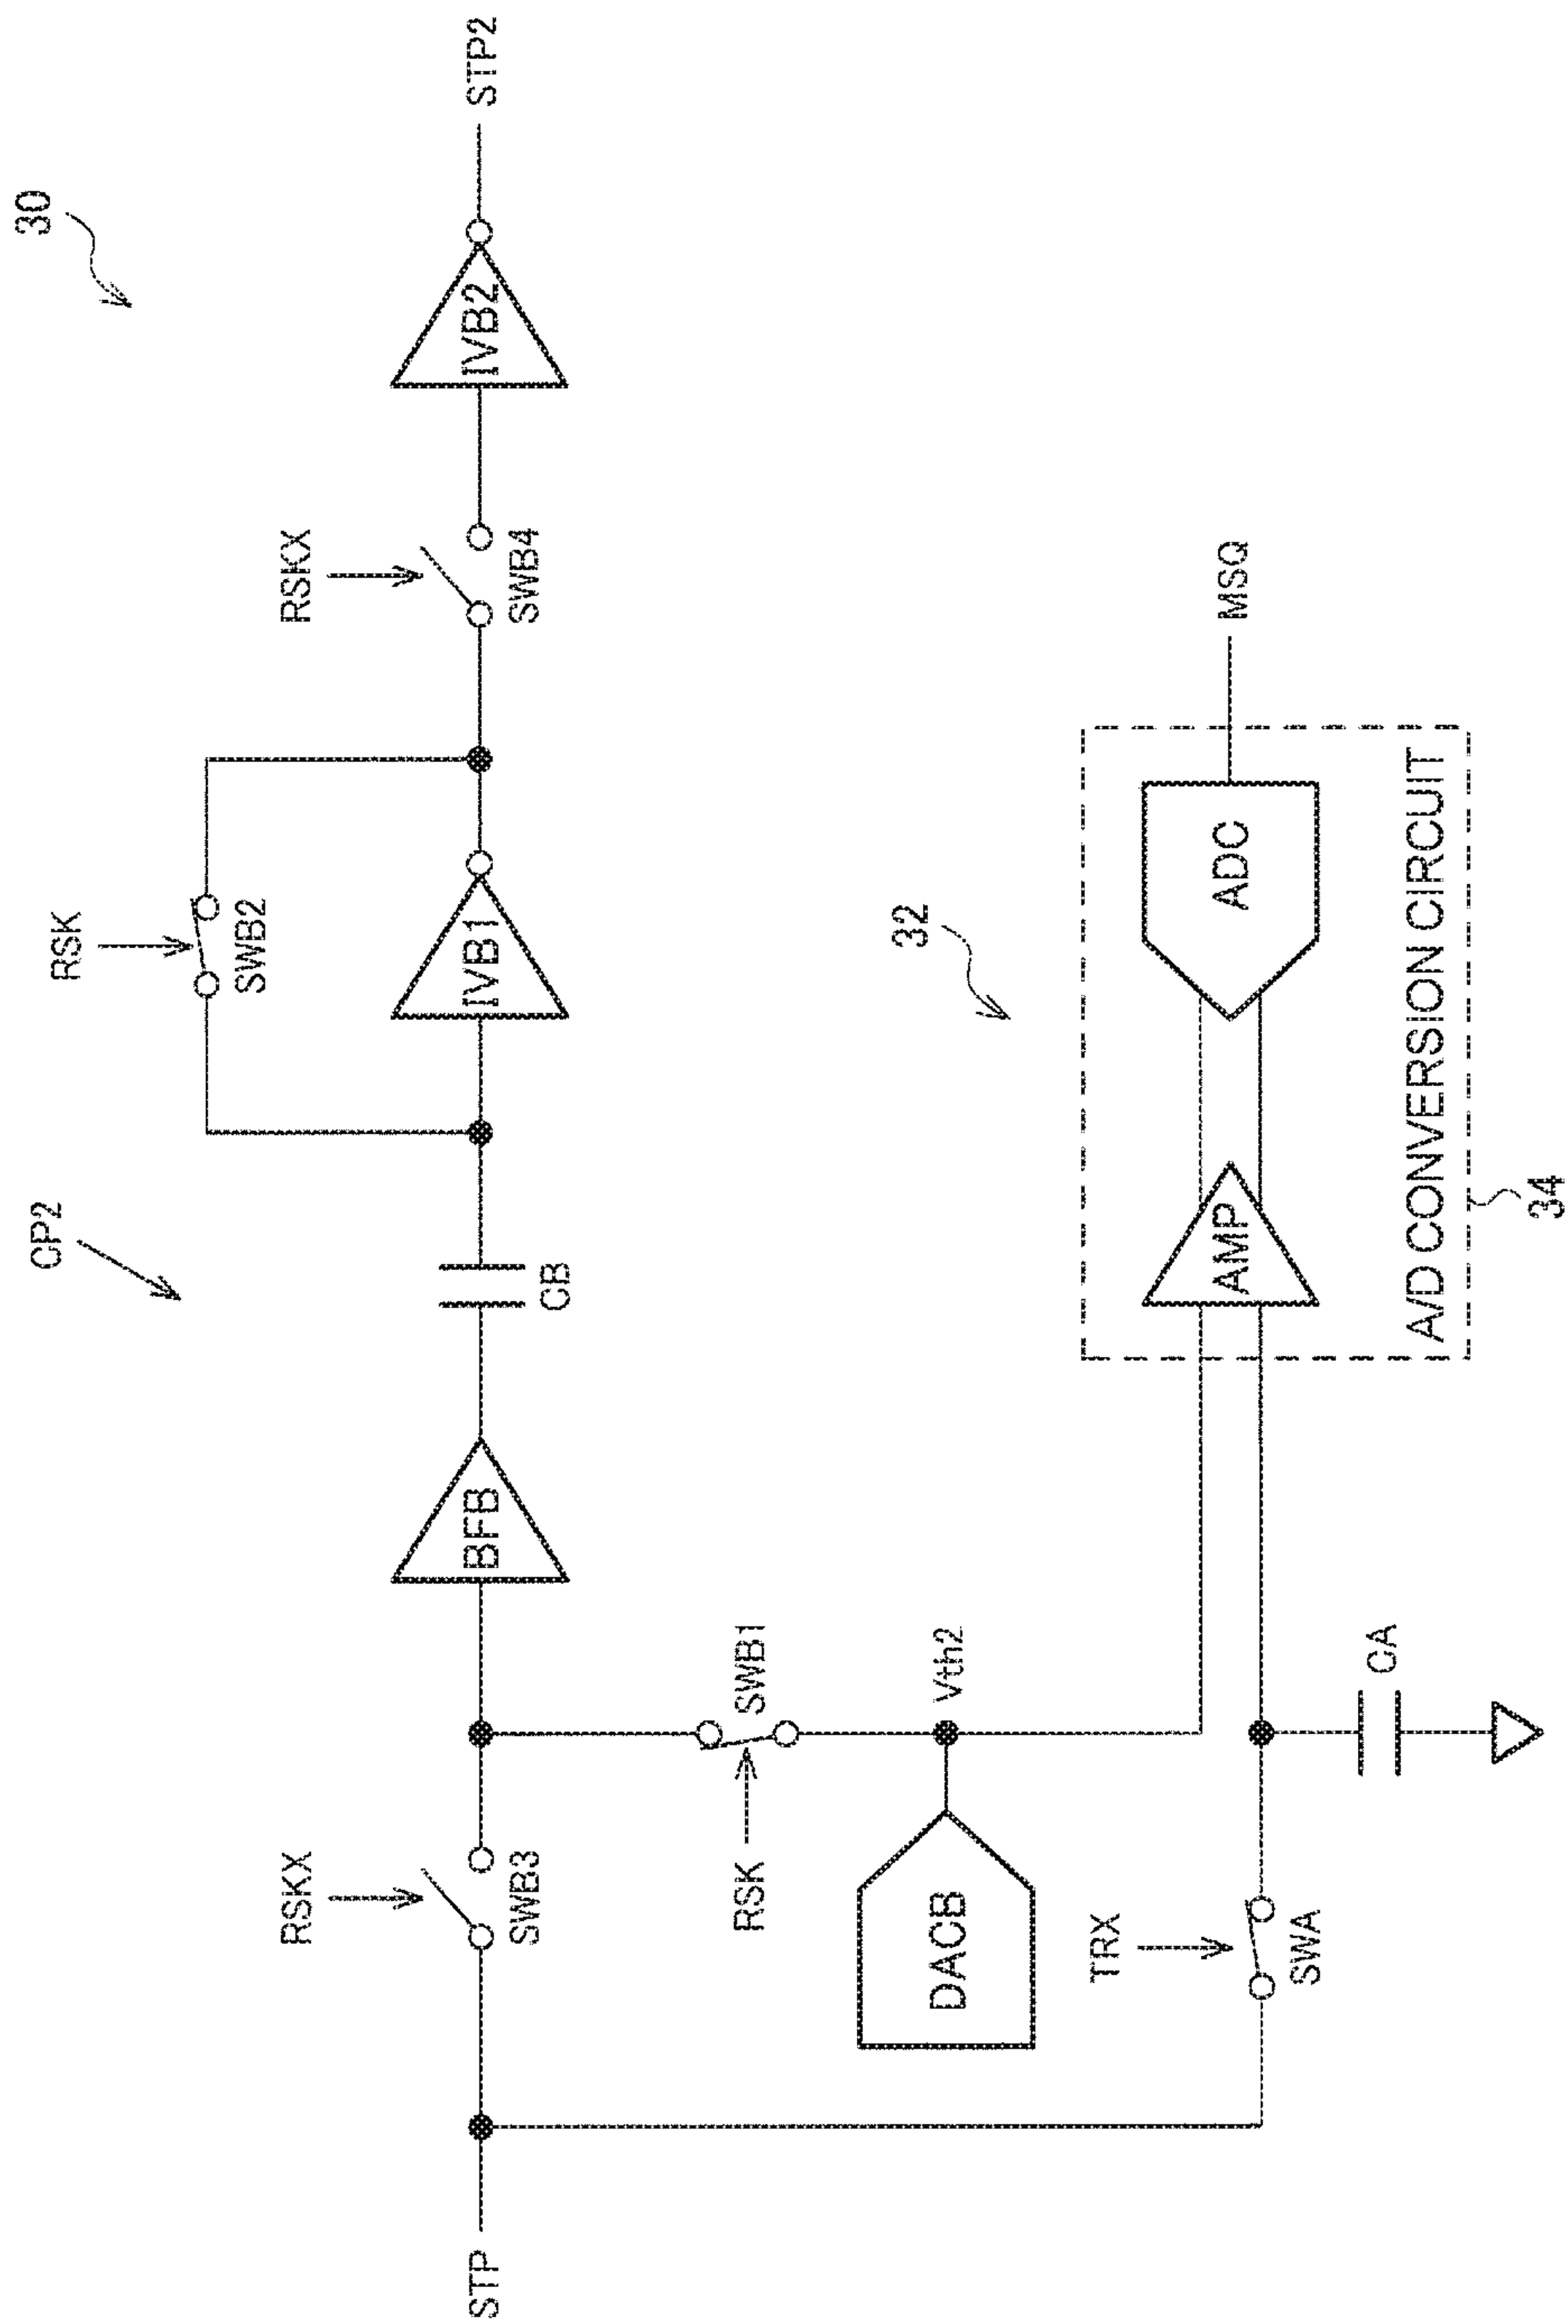 30
CP2
RSK
SWB2
RSKX
SWB3
BFB
CB
IVB1
RSKX
SWB4
IVB2
STP
STP2
RSK
SWB1
DACB
Vth2
32
TRX
SWA
CA
AMP
ADC
MSQ
A/D CONVERSION CIRCUIT
34